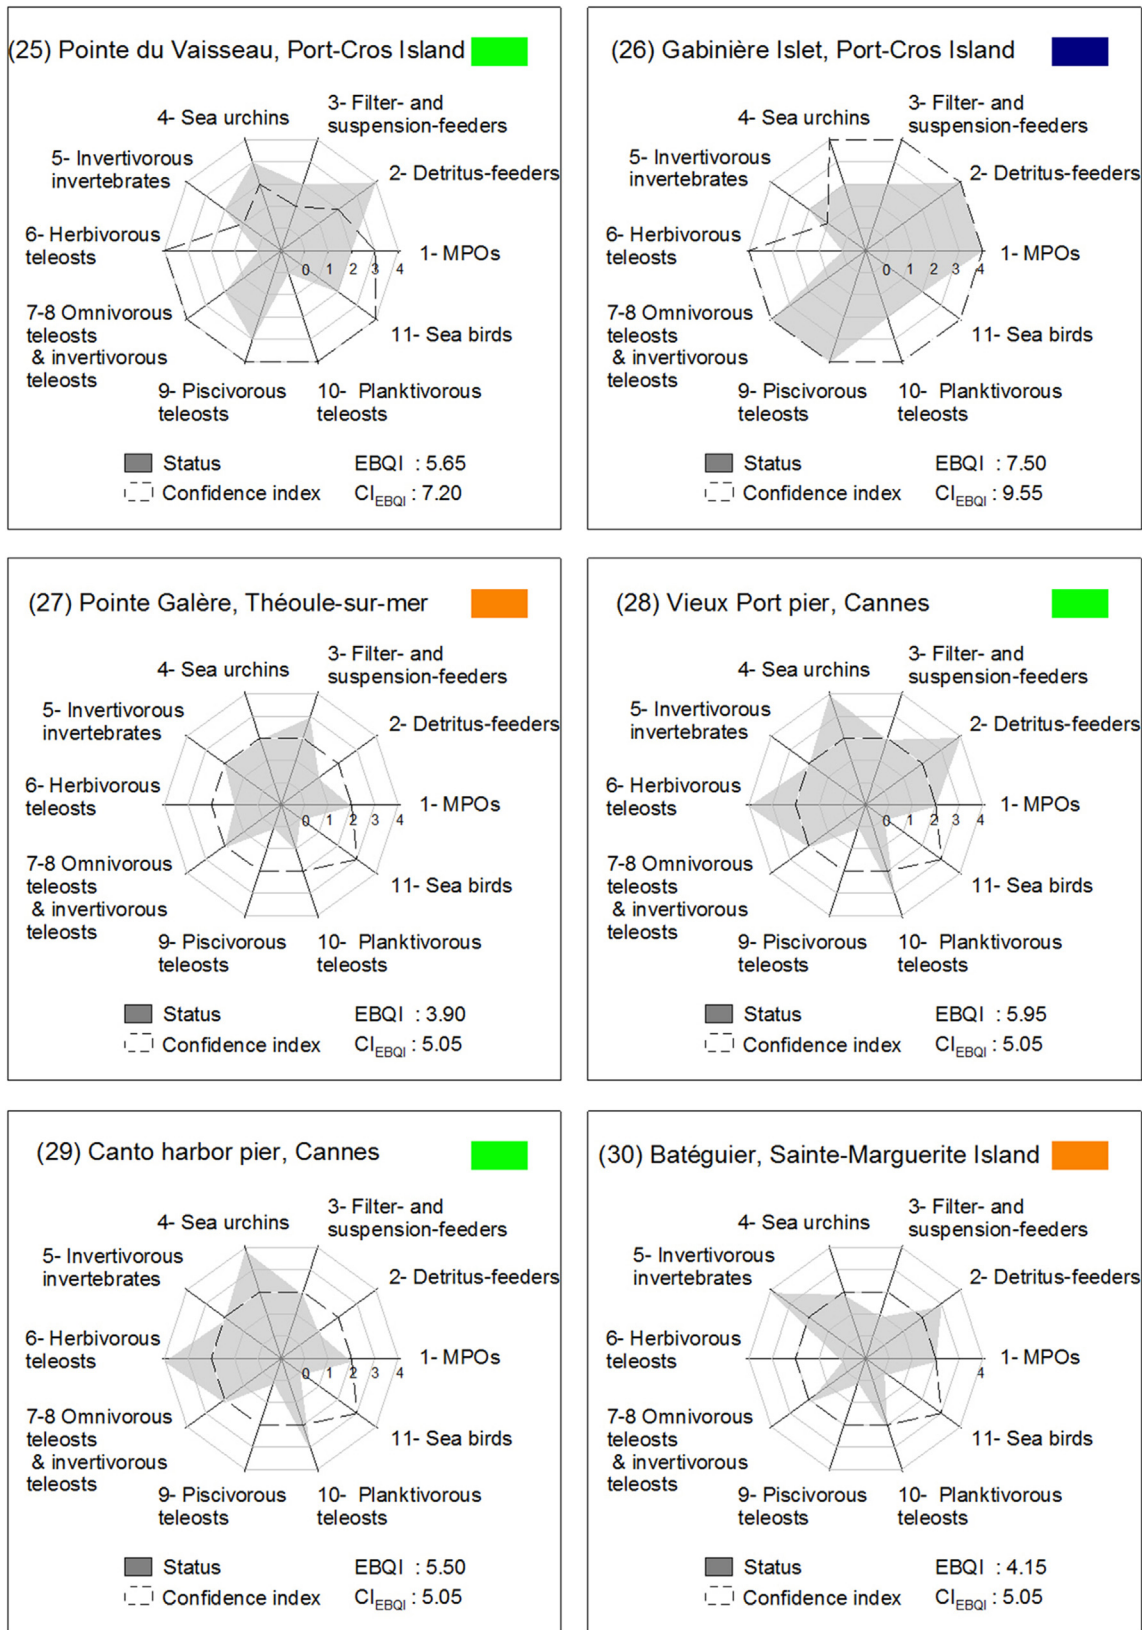 (25) Pointe du Vaisseau, Port-Cros Island
4- Sea urchins
3- Filter- and
suspension-feeders
5- Invertivorous
invertebrates
2- Detritus-feeders
6- Herbivorous
teleosts
0 1 2 3 4
1- MPOs
7-8 Omnivorous
teleosts
& invertivorous
teleosts
11- Sea birds
9- Piscivorous
teleosts
10- Planktivorous
teleosts
Status
EBQI : 5.65
Confidence index
CI EBQI : 7.20
(26) Gabinière Islet, Port-Cros Island
4- Sea urchins
3- Filter- and
suspension-feeders
5- Invertivorous
invertebrates
2- Detritus-feeders
6- Herbivorous
teleosts
0 1 2 3 4
1- MPOs
7-8 Omnivorous
teleosts
& invertivorous
teleosts
11- Sea birds
9- Piscivorous
teleosts
10- Planktivorous
teleosts
Status
EBQI : 7.50
Confidence index
CI EBQI : 9.55
(27) Pointe Galère, Théoule-sur-mer
4- Sea urchins
3- Filter- and
suspension-feeders
5- Invertivorous
invertebrates
2- Detritus-feeders
6- Herbivorous
teleosts
0 1 2 3 4
1- MPOs
7-8 Omnivorous
teleosts
& invertivorous
teleosts
11- Sea birds
9- Piscivorous
teleosts
10- Planktivorous
teleosts
Status
EBQI : 3.90
Confidence index
CI EBQI : 5.05
(28) Vieux Port pier, Cannes
4- Sea urchins
3- Filter- and
suspension-feeders
5- Invertivorous
invertebrates
2- Detritus-feeders
6- Herbivorous
teleosts
0 1 2 3 4
1- MPOs
7-8 Omnivorous
teleosts
& invertivorous
teleosts
11- Sea birds
9- Piscivorous
teleosts
10- Planktivorous
teleosts
Status
EBQI : 5.95
Confidence index
CI EBQI : 5.05
(29) Canto harbor pier, Cannes
4- Sea urchins
3- Filter- and
suspension-feeders
5- Invertivorous
invertebrates
2- Detritus-feeders
6- Herbivorous
teleosts
0 1 2 3 4
1- MPOs
7-8 Omnivorous
teleosts
& invertivorous
teleosts
11- Sea birds
9- Piscivorous
teleosts
10- Planktivorous
teleosts
Status
EBQI : 5.50
Confidence index
CI EBQI : 5.05
(30) Batéguier, Sainte-Marguerite Island
4- Sea urchins
3- Filter- and
suspension-feeders
5- Invertivorous
invertebrates
2- Detritus-feeders
6- Herbivorous
teleosts
0 1 2 3 4
1- MPOs
7-8 Omnivorous
teleosts
& invertivorous
teleosts
11- Sea birds
9- Piscivorous
teleosts
10- Planktivorous
teleosts
Status
EBQI : 4.15
Confidence index
CI EBQI : 5.05